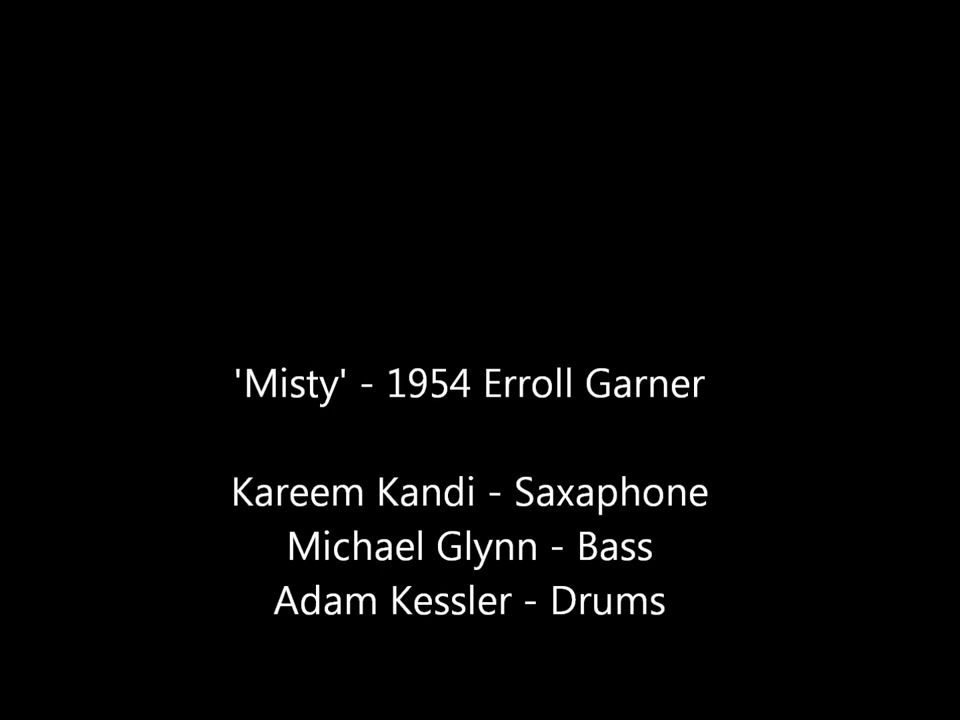 'Misty' - 1954 Erroll Garner
Kareem Kandi - Saxaphone
Michael Glynn - Bass
Adam Kessler - Drums